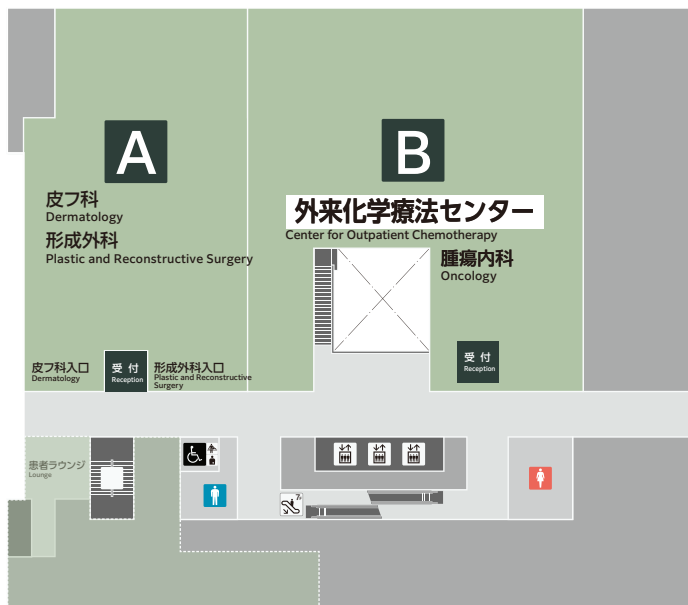 A
B
皮フ科
Dermatology
形成外科
Plastic and Reconstructive Surgery
外来化学療法センター
Center for Outpatient Chemotherapy
腫瘍内科
Oncology
皮フ科入口
Dermatology
受付
Reception
形成外科入口
Plastic and Reconstructive
Surgery
受付
Reception
患者ラウンジ
Lounge
7